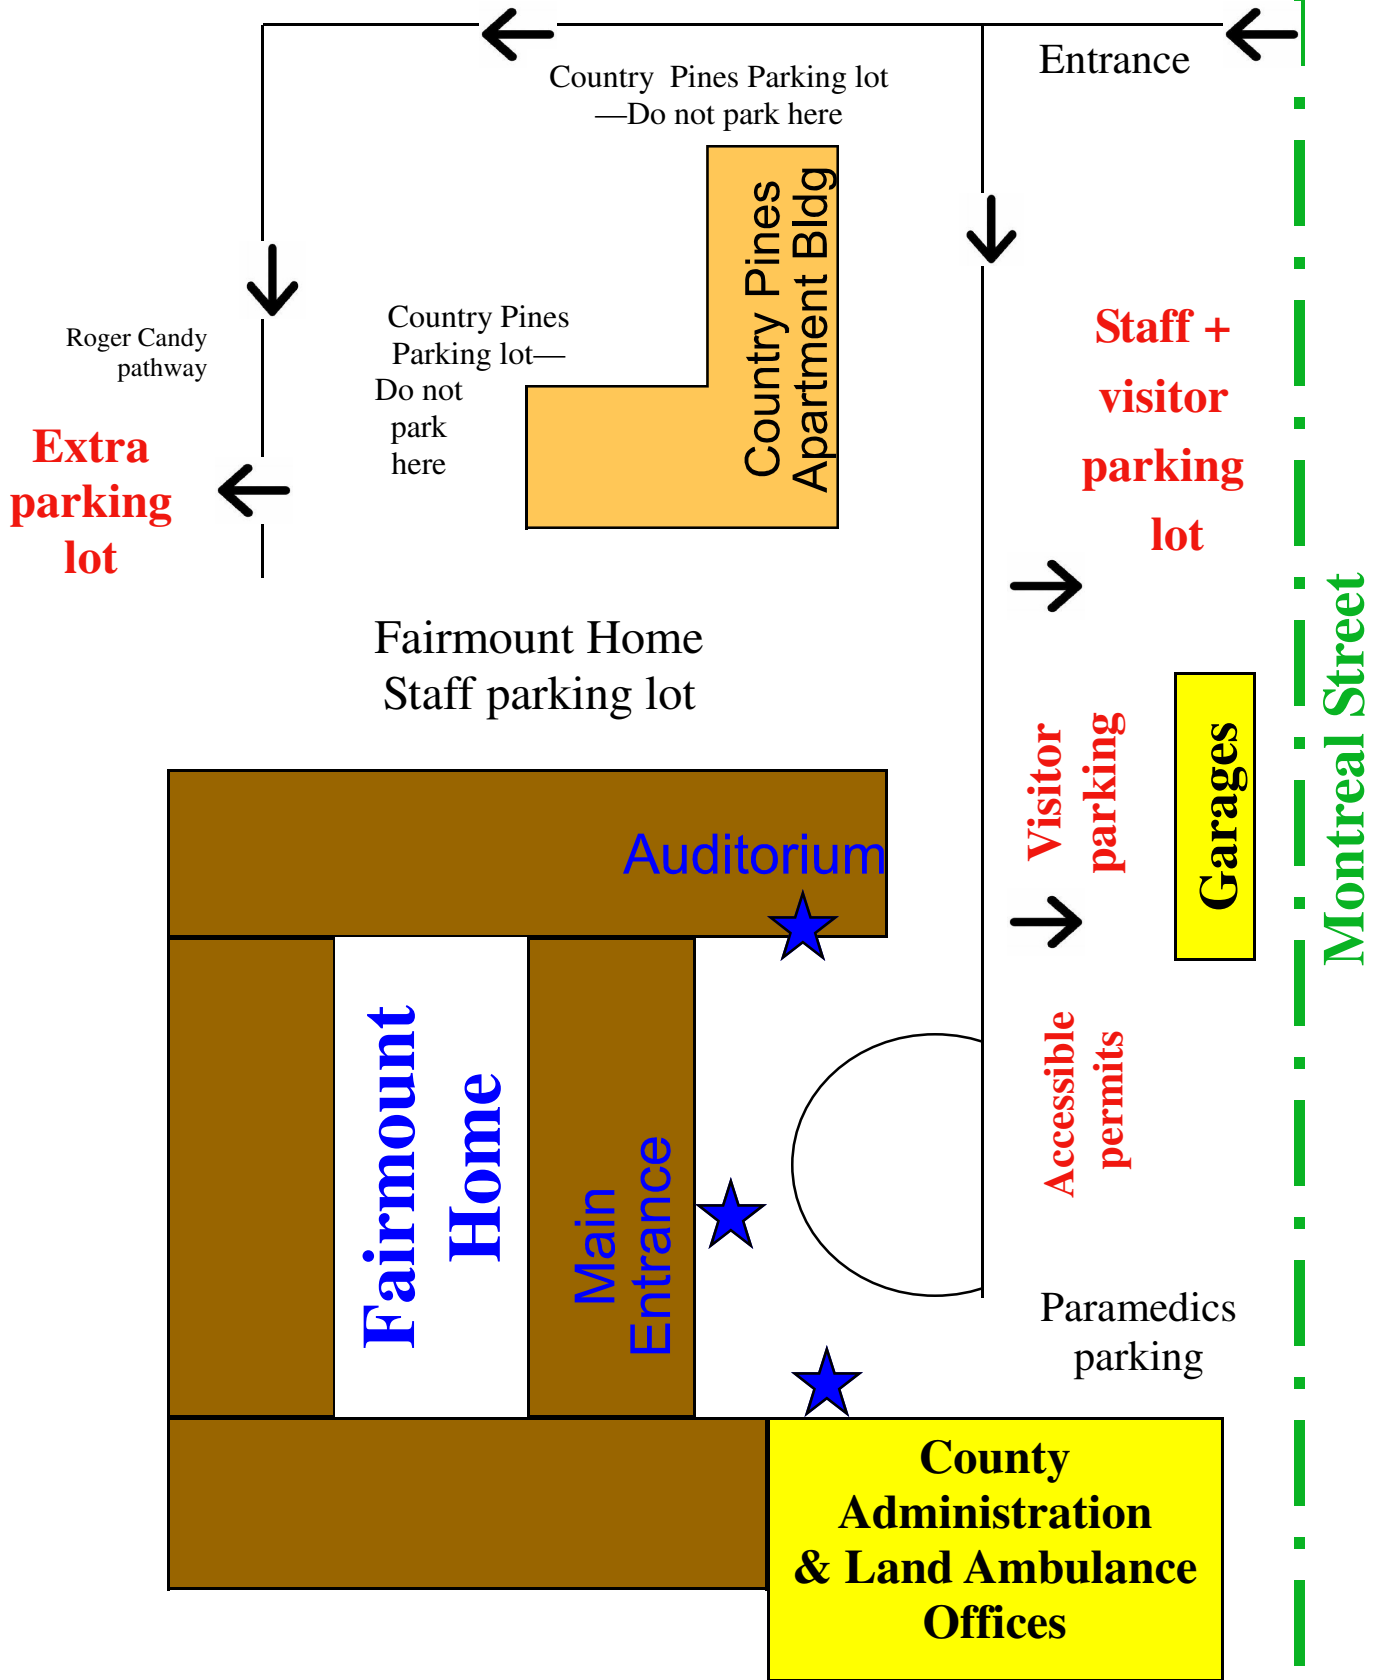 Entrance
Country Pines Parking lot
—Do not park here
Country Pines
Apartment Bldg
Roger Candy
pathway
Country Pines
Parking lot—
Do not
park
here
Staff +
visitor
parking
lot
Extra
parking
lot
Fairmount Home
Staff parking lot
Montreal Street
Visitor
parking
Garages
Auditorium
Accessible
permits
Fairmount
Home
Main
Entrance
Paramedics
parking
County
Administration
& Land Ambulance
Offices